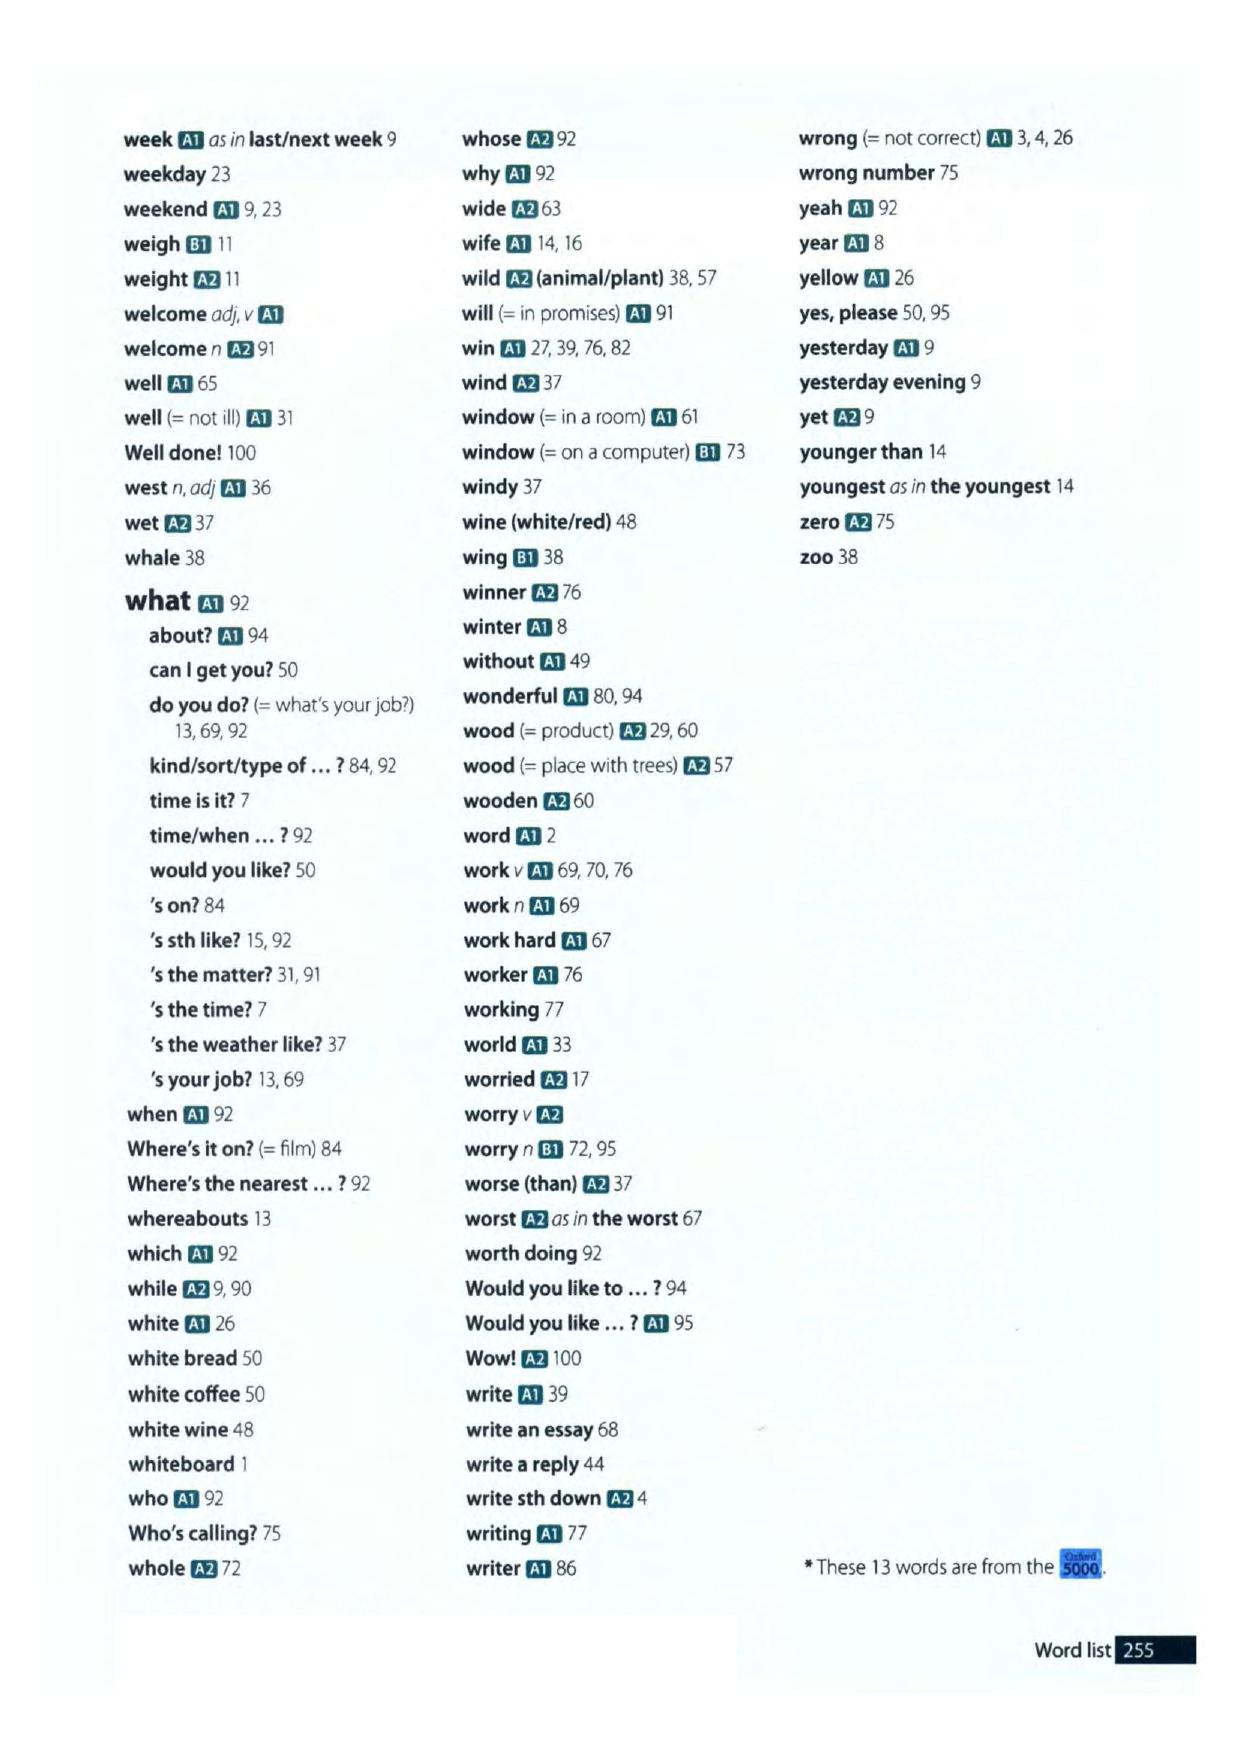 week A1 as in last/next week 9
weekday 23
weekend A1 9, 23
weigh B1 11
weight A2 11
welcome adj, v A1
welcome n A2 91
well A1 65
well (= not ill) A1 31
Well done! 100
west n, adj A1 36
wet A2 37
whale 38
what A1 92
about? A1 94
can I get you? 50
do you do? (= what's your job?)
13, 69, 92
kind/sort/type of ... ? 84, 92
time is it? 7
time/when ... ? 92
would you like? 50
's on? 84
's sth like? 15, 92
's the matter? 31, 91
's the time? 7
's the weather like? 37
's your job? 13, 69
when A1 92
Where's it on? (= film) 84
Where's the nearest ... ? 92
whereabouts 13
which A1 92
while A2 9, 90
white A1 26
white bread 50
white coffee 50
white wine 48
whiteboard 1
who A1 92
Who's calling? 75
whole A2 72
whose A2 92
why A1 92
wide A2 63
wife A1 14, 16
wild A2 (animal/plant) 38, 57
will (= in promises) A1 91
win A1 27, 39, 76, 82
wind A2 37
window (= in a room) A1 61
window (= on a computer) B1 73
windy 37
wine (white/red) 48
wing B1 38
winner A2 76
winter A1 8
without A1 49
wonderful A1 80, 94
wood (= product) A2 29, 60
wood (= place with trees) A2 57
wooden A2 60
word A1 2
work v A1 69, 70, 76
work n A1 69
work hard A1 67
worker A1 76
working 77
world A1 33
worried A2 17
worry v A2
worry n B1 72, 95
worse (than) A2 37
worst A2 as in the worst 67
worth doing 92
Would you like to ... ? 94
Would you like ... ? A1 95
Wow! A2 100
write A1 39
write an essay 68
write a reply 44
write sth down A2 4
writing A1 77
writer A1 86
wrong (= not correct) A1 3, 4, 26
wrong number 75
yeah A1 92
year A1 8
yellow A1 26
yes, please 50, 95
yesterday A1 9
yesterday evening 9
yet A2 9
younger than 14
youngest as in the youngest 14
zero A2 75
zoo 38
* These 13 words are from the Oxford 5000.
Word list 255